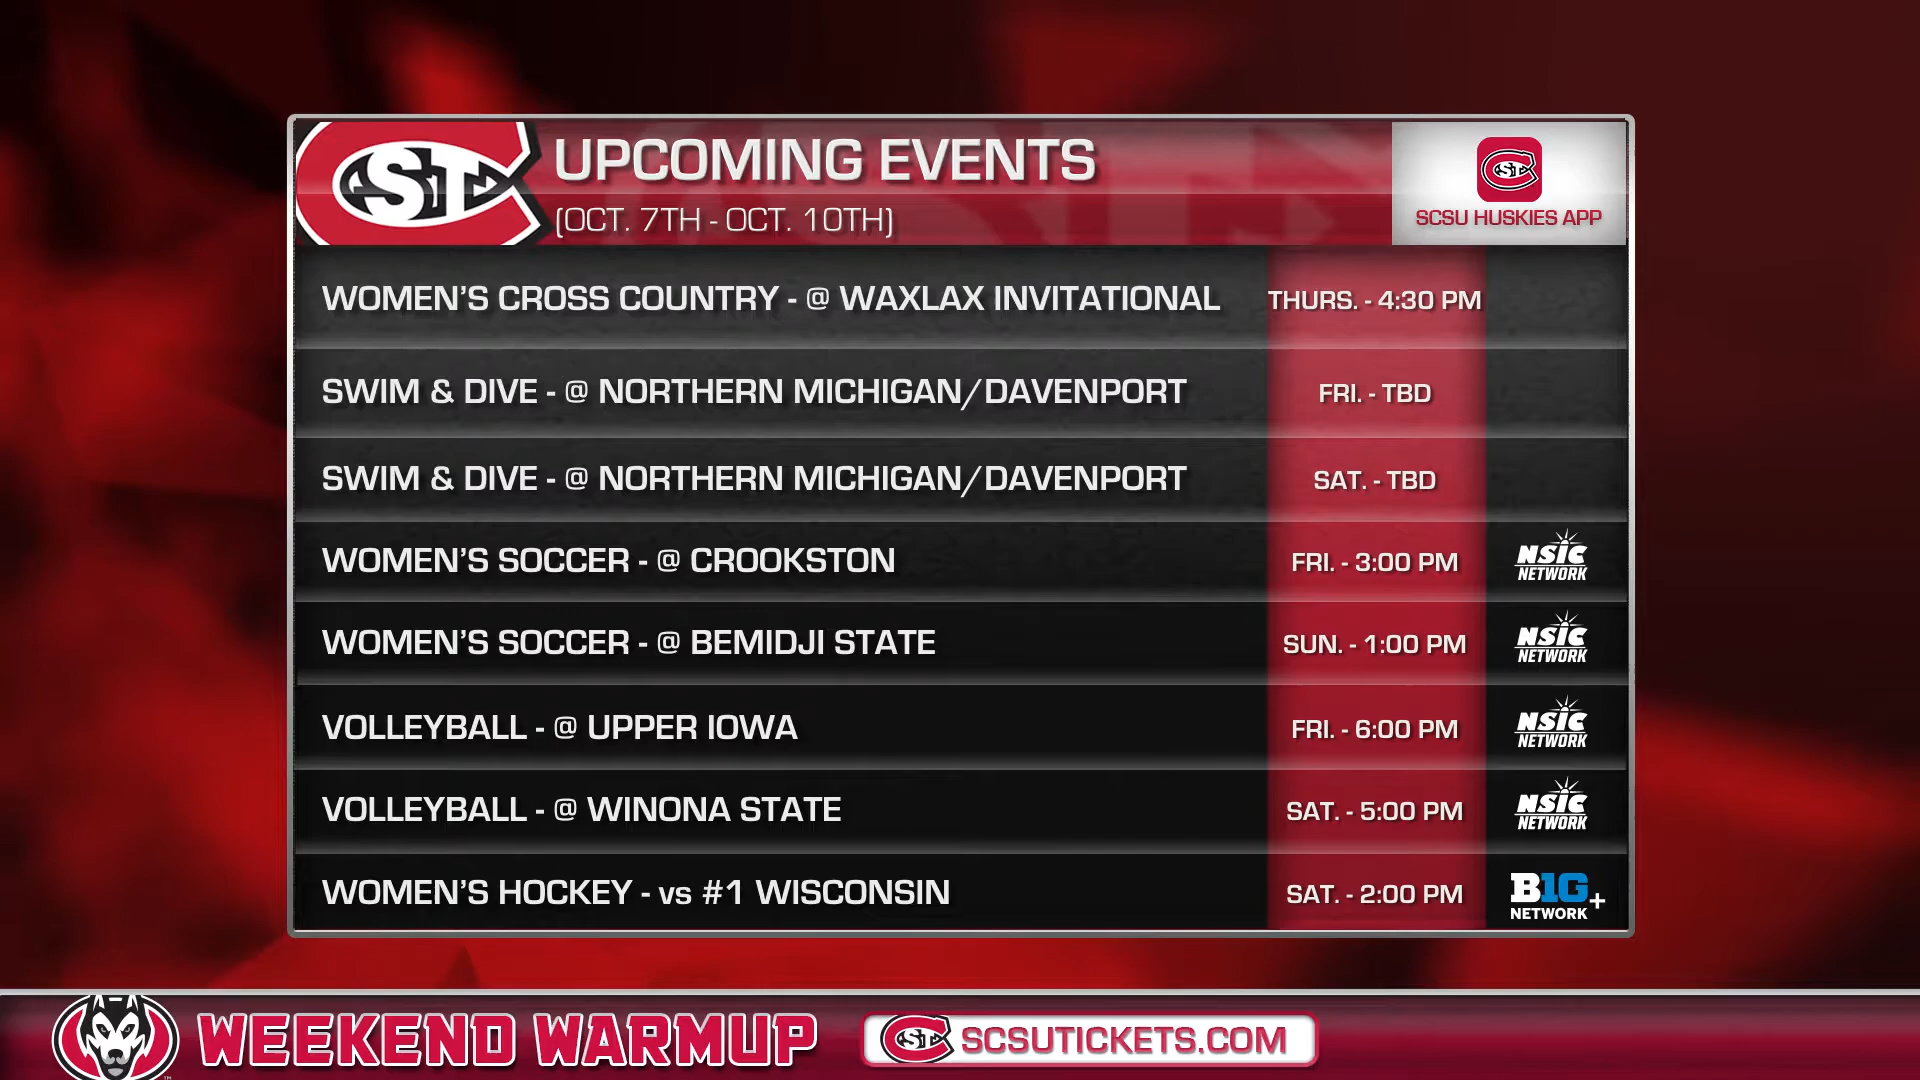 STC
UPCOMING EVENTS
(OCT. 7TH - OCT. 10TH)
STC
SCSU HUSKIES APP
WOMEN'S CROSS COUNTRY - @ WAXLAX INVITATIONAL THURS. - 4:30 PM
SWIM & DIVE - @ NORTHERN MICHIGAN/DAVENPORT FRI. - TBD
SWIM & DIVE - @ NORTHERN MICHIGAN/DAVENPORT SAT. - TBD
WOMEN'S SOCCER - @ CROOKSTON FRI. - 3:00 PM NSIC NETWORK
WOMEN'S SOCCER - @ BEMIDJI STATE SUN. - 1:00 PM NSIC NETWORK
VOLLEYBALL - @ UPPER IOWA FRI. - 6:00 PM NSIC NETWORK
VOLLEYBALL - @ WINONA STATE SAT. - 5:00 PM NSIC NETWORK
WOMEN'S HOCKEY - vs #1 WISCONSIN SAT. - 2:00 PM B1G NETWORK+
WEEKEND WARMUP STC SCSUTICKETS.COM